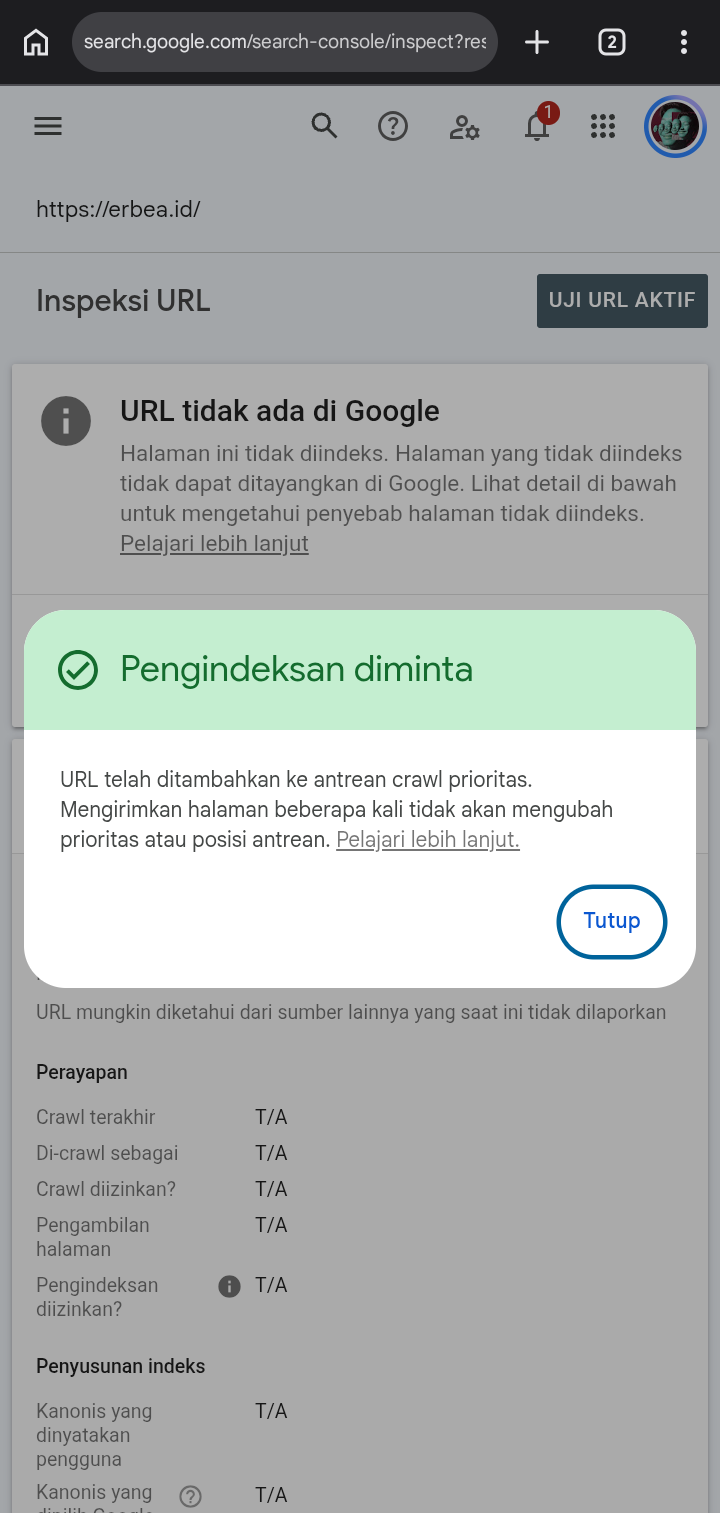 search.google.com/search-console/inspect?res
2
1
https://erbea.id/
Inspeksi URL
UJI URL AKTIF
URL tidak ada di Google
Halaman ini tidak diindeks. Halaman yang tidak diindeks
tidak dapat ditayangkan di Google. Lihat detail di bawah
untuk mengetahui penyebab halaman tidak diindeks.
Pelajari lebih lanjut
Pengindeksan diminta
URL telah ditambahkan ke antrean crawl prioritas.
Mengirimkan halaman beberapa kali tidak akan mengubah
prioritas atau posisi antrean. Pelajari lebih lanjut.
Tutup
URL mungkin diketahui dari sumber lainnya yang saat ini tidak dilaporkan
Perayapan
Crawl terakhir T/A
Di-crawl sebagai T/A
Crawl diizinkan? T/A
Pengambilan T/A
halaman
Pengindeksan T/A
diizinkan?
Penyusunan indeks
Kanonis yang T/A
dinyatakan
pengguna
Kanonis yang T/A